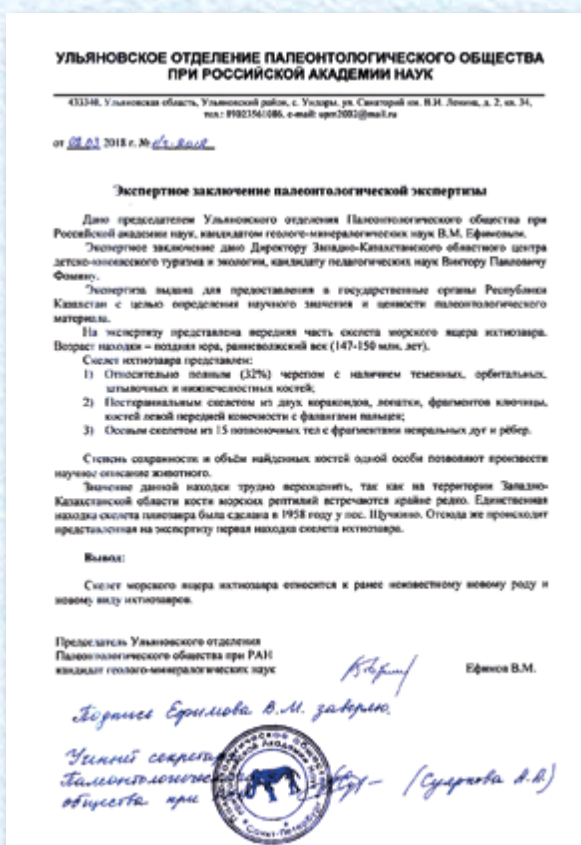 УЛЬЯНОВСКОЕ ОТДЕЛЕНИЕ ПАЛЕОНТОЛОГИЧЕСКОГО ОБЩЕСТВА
ПРИ РОССИЙСКОЙ АКАДЕМИИ НАУК
433340, Ульяновская область, Ульяновский район, с. Ундоры, ул. Санаторий им. В.И. Ленина, д. 2, кв. 34,
тел.: 89023561086, e-mail: upm2002@mail.ru
от 02.03 2018 г. №
Экспертное заключение палеонтологической экспертизы
Дано председателем Ульяновского отделения Палеонтологического общества при
Российской академии наук, кандидатом геолого-минералогических наук В.М. Ефимовым.
Экспертное заключение дано Директору Западно-Казахстанского областного центра
детско-юношеского туризма и экологии, кандидату педагогических наук Виктору Павловичу
Фомину.
Экспертиза выдана для предоставления в государственные органы Республики
Казахстан с целью определения научного значения и ценности палеонтологического
материала.
На экспертизу представлена передняя часть скелета морского ящера ихтиозавра.
Возраст находки – поздняя юра, ранневолжский век (147-150 млн. лет).
Скелет ихтиозавра представлен:
1) Относительно полным (32%) черепом с наличием теменных, орбитальных,
затылочных и нижнечелюстных костей;
2) Посткраниальным скелетом из двух коракоидов, лопатки, фрагментов ключицы,
костей левой передней конечности с фалангами пальцев;
3) Осевым скелетом из 15 позвоночных тел с фрагментами невральных дуг и рёбер.
Степень сохранности и объём найденных костей одной особи позволяют произвести
научное описание животного.
Значение данной находки трудно переоценить, так как на территории Западно-
Казахстанской области кости морских рептилий встречаются крайне редко. Единственная
находка скелета плиозавра была сделана в 1958 году у пос. Щучкино. Отсюда же происходит
представленная на экспертизу первая находка скелета ихтиозавра.
Вывод:
Скелет морского ящера ихтиозавра относится к ранее неизвестному новому роду и
новому виду ихтиозавров.
Председатель Ульяновского отделения
Палеонтологического общества при РАН
кандидат геолого-минералогических наук Ефимов В.М.
Подпись Ефимова В.М. заверяю.
Ученый секретарь
Палеонтологического
общества при (Суяркова А.А)
Санкт-Петербург